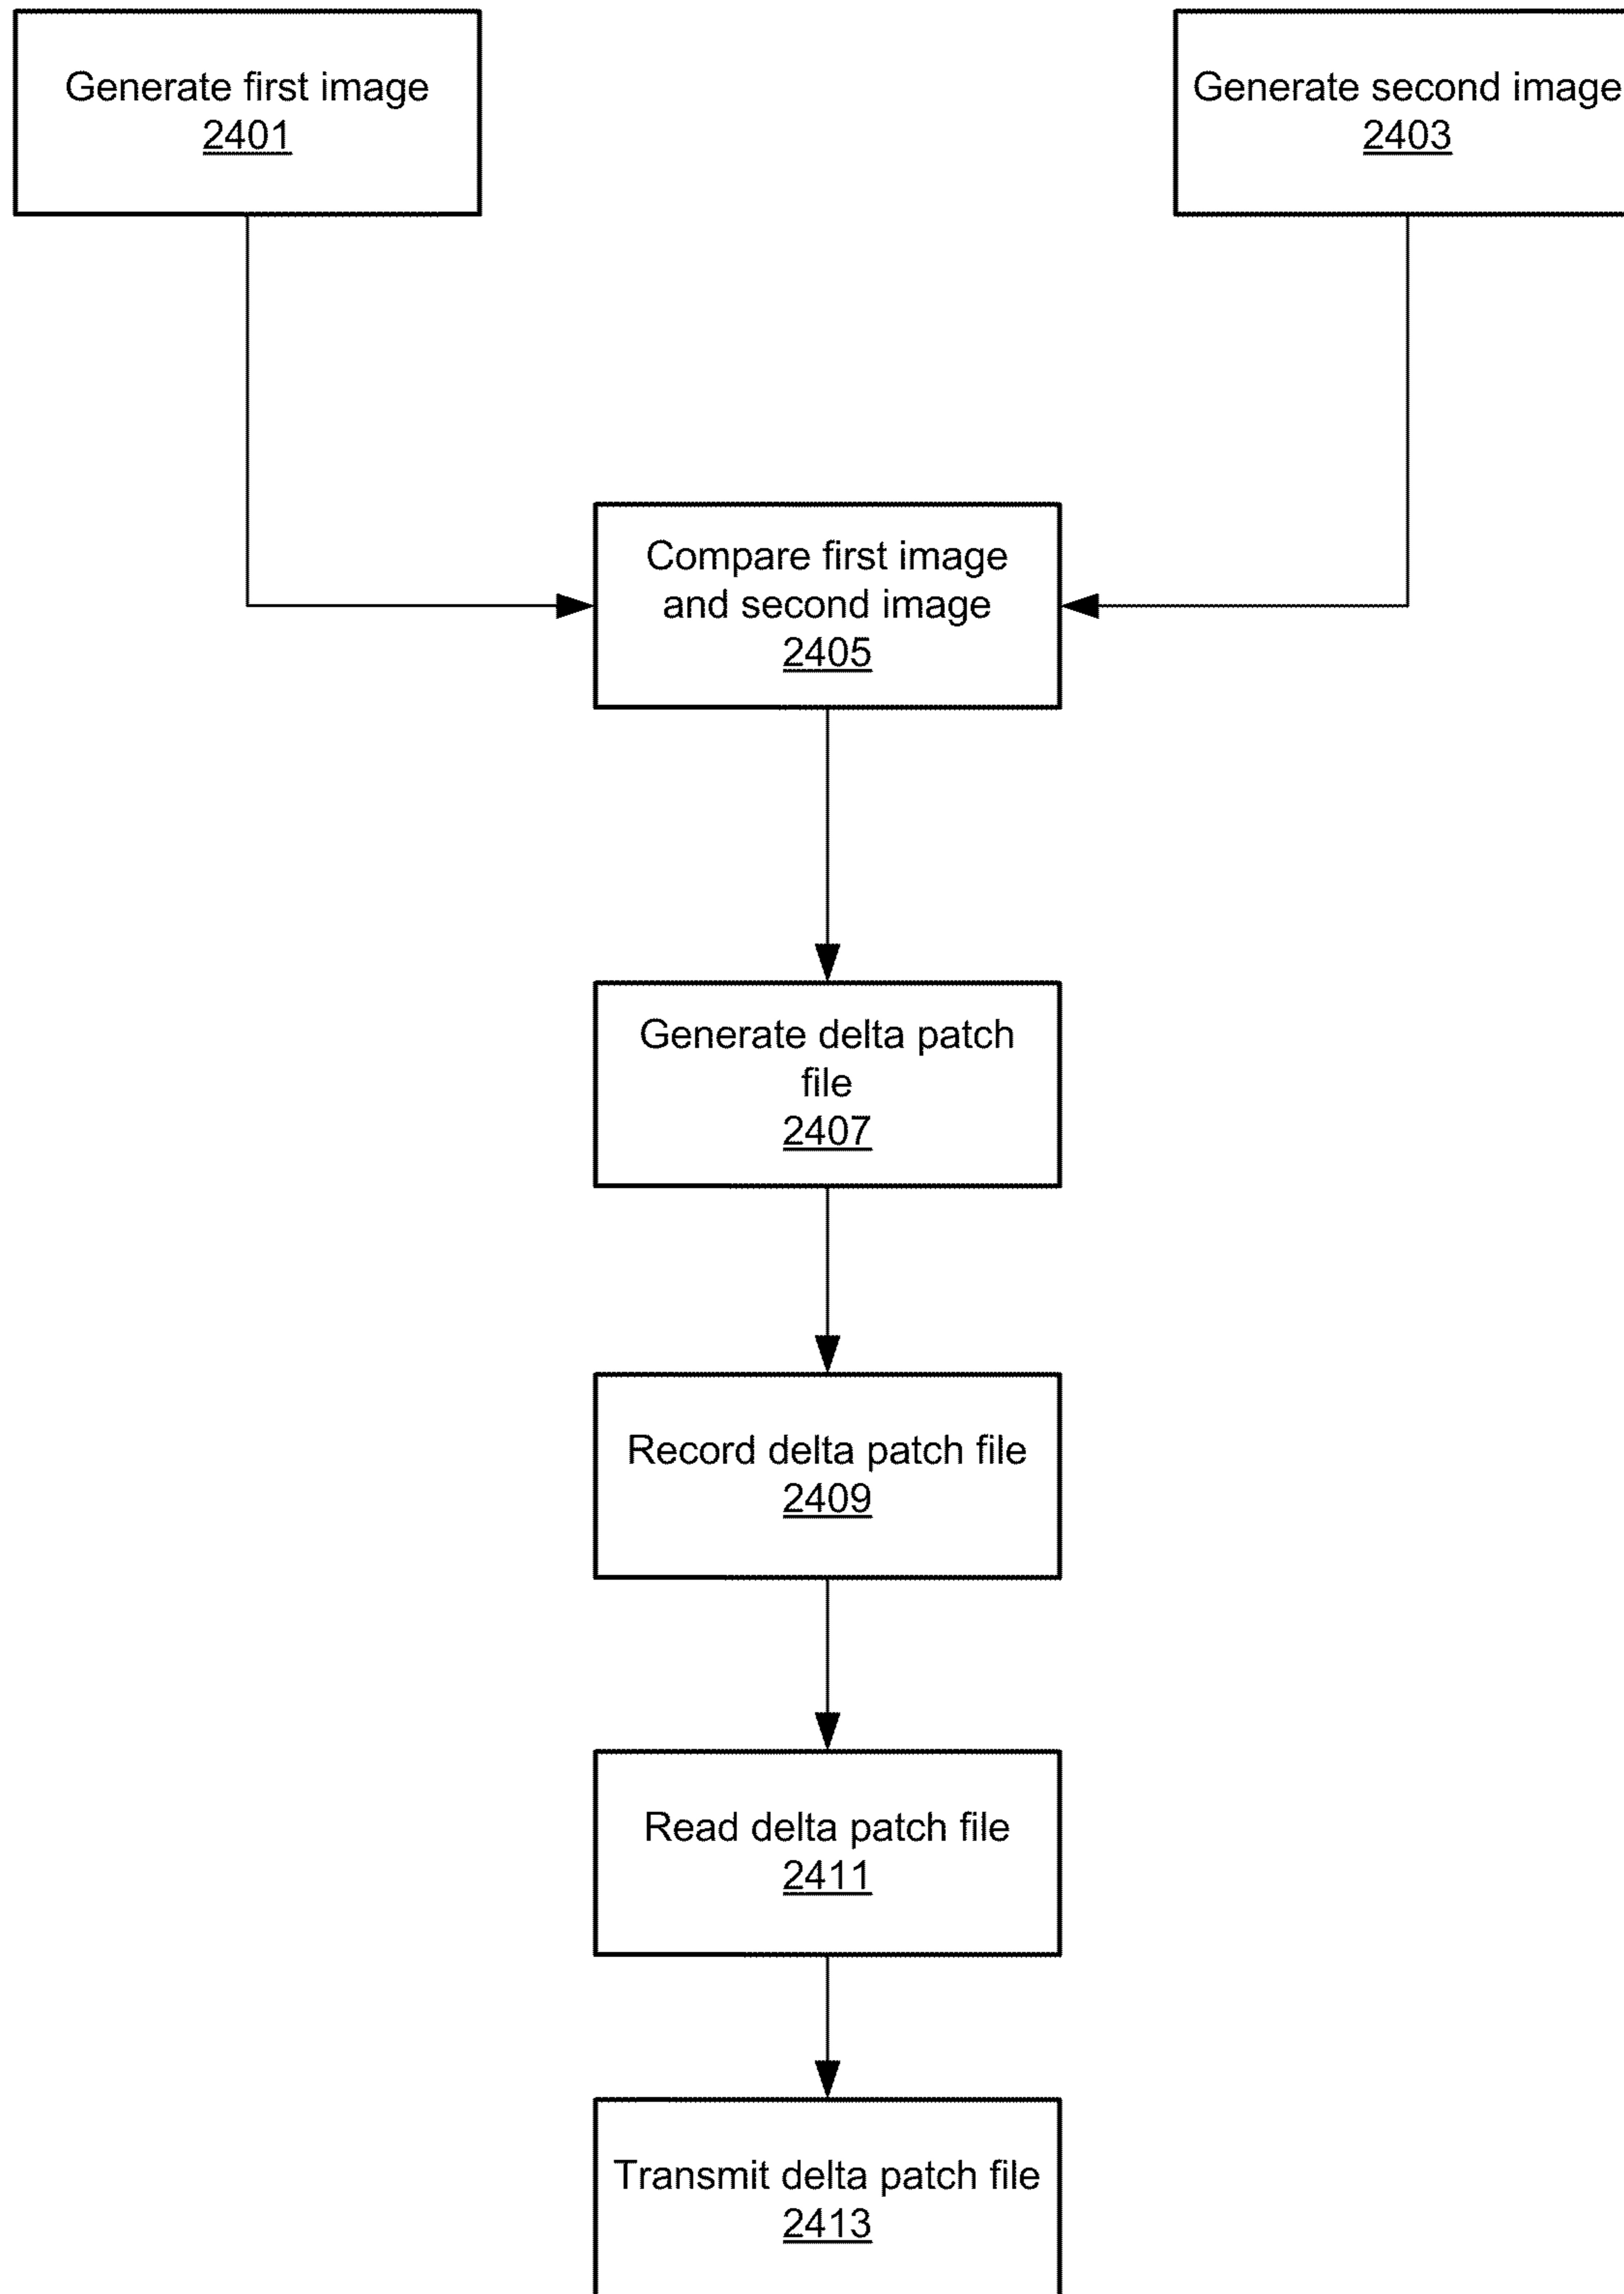 Generate first image
2401
Generate second image
2403
Compare first image
and second image
2405
Generate delta patch
file
2407
Record delta patch file
2409
Read delta patch file
2411
Transmit delta patch file
2413